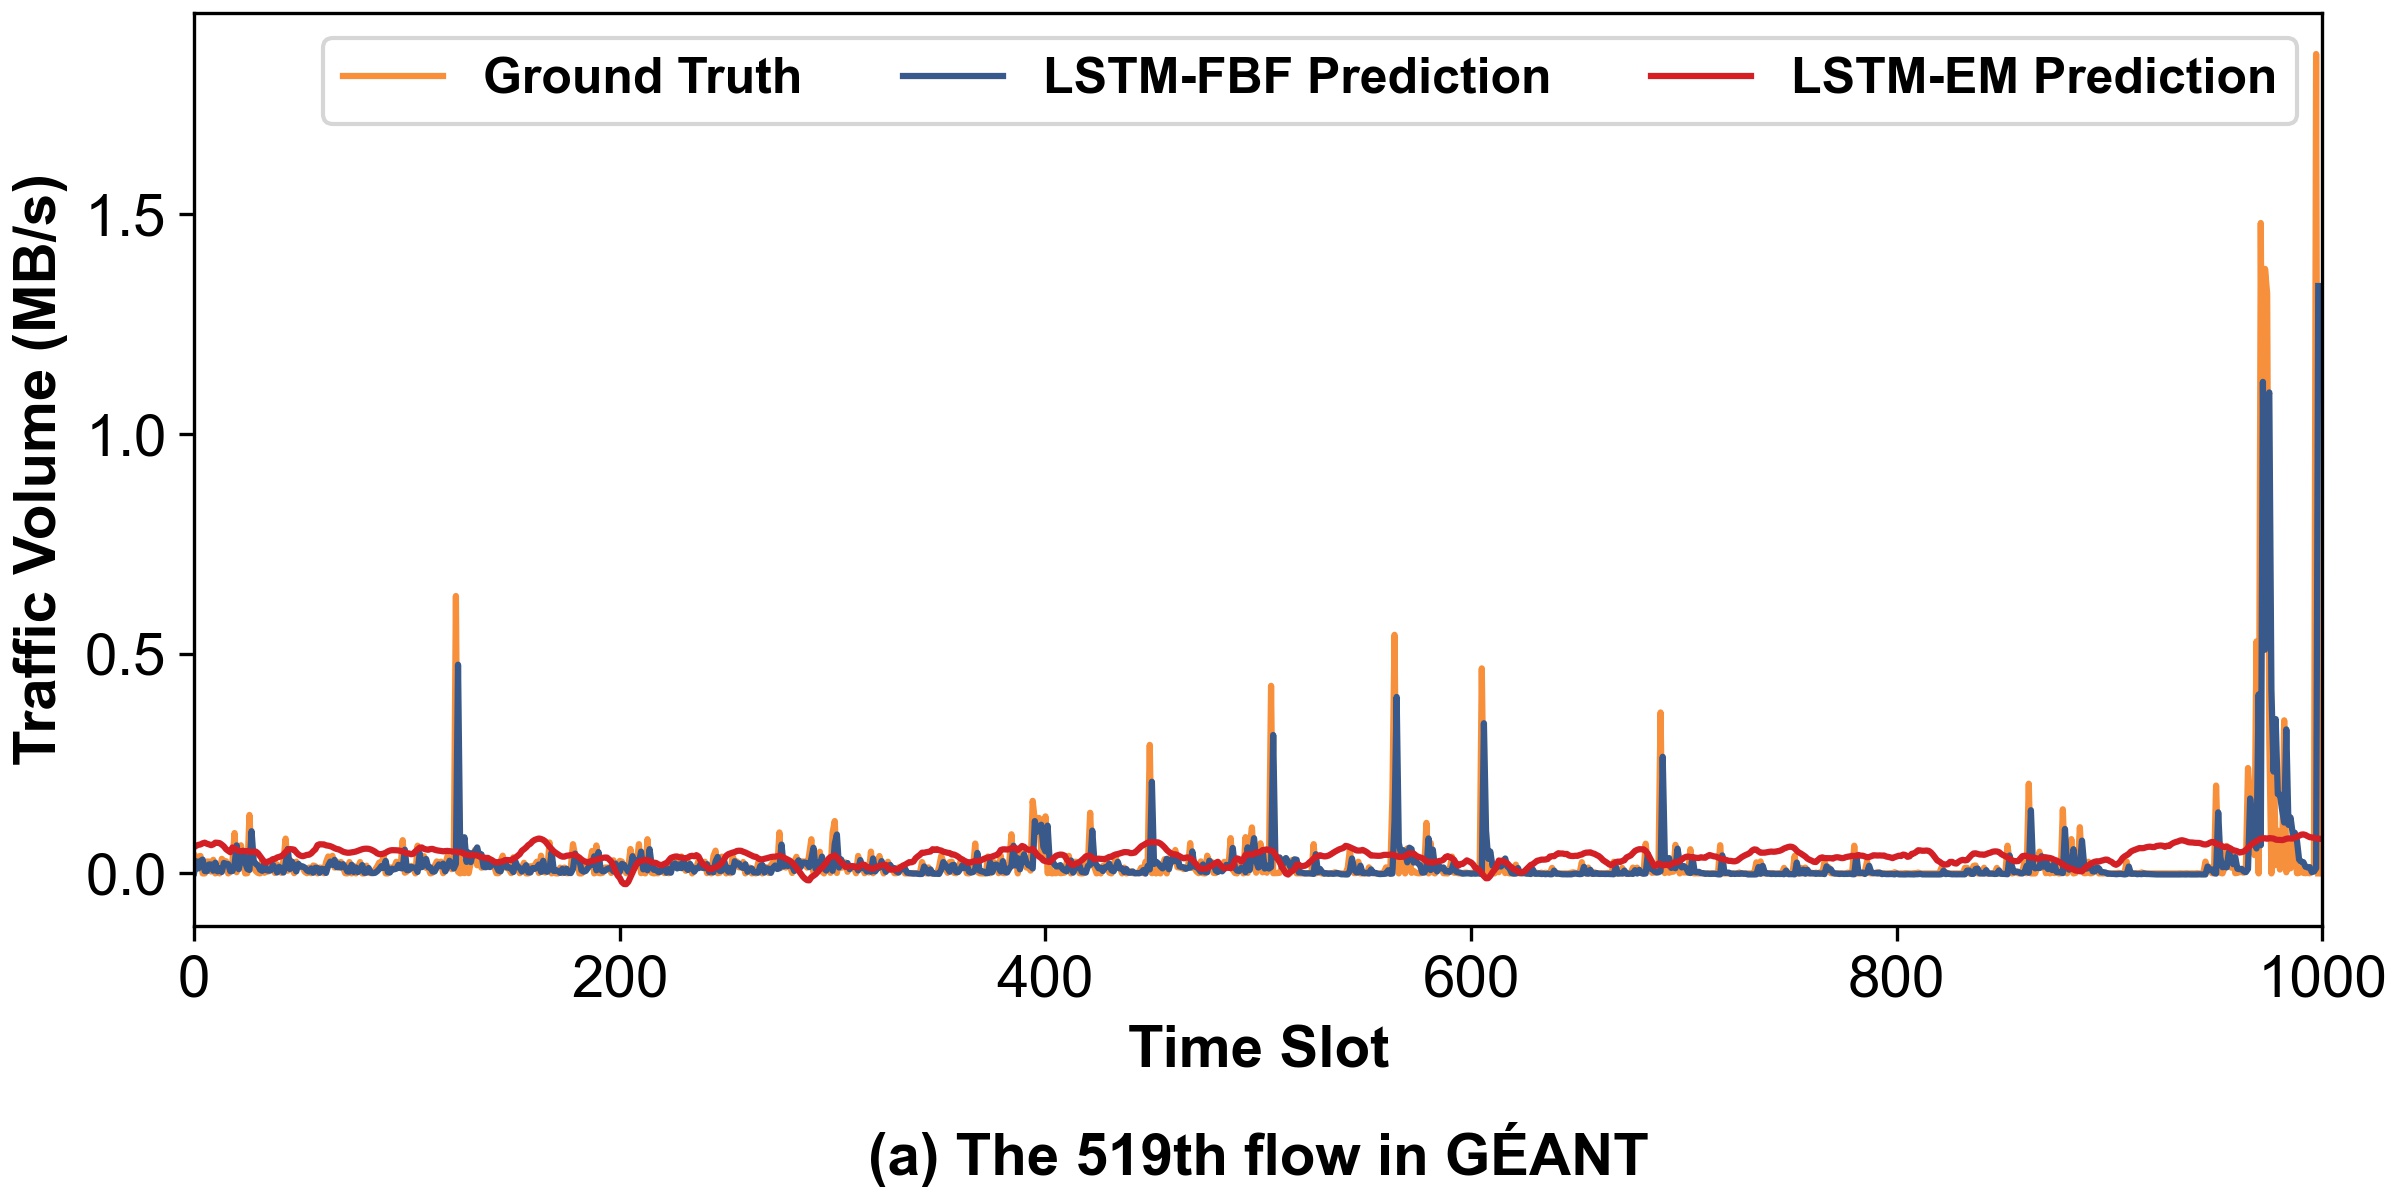 Ground Truth LSTM-FBF Prediction LSTM-EM Prediction
Traffic Volume (MB/s)
1.5
1.0
0.5
0.0
0 200 400 600 800 1000
Time Slot
(a) The 519th flow in GÉANT